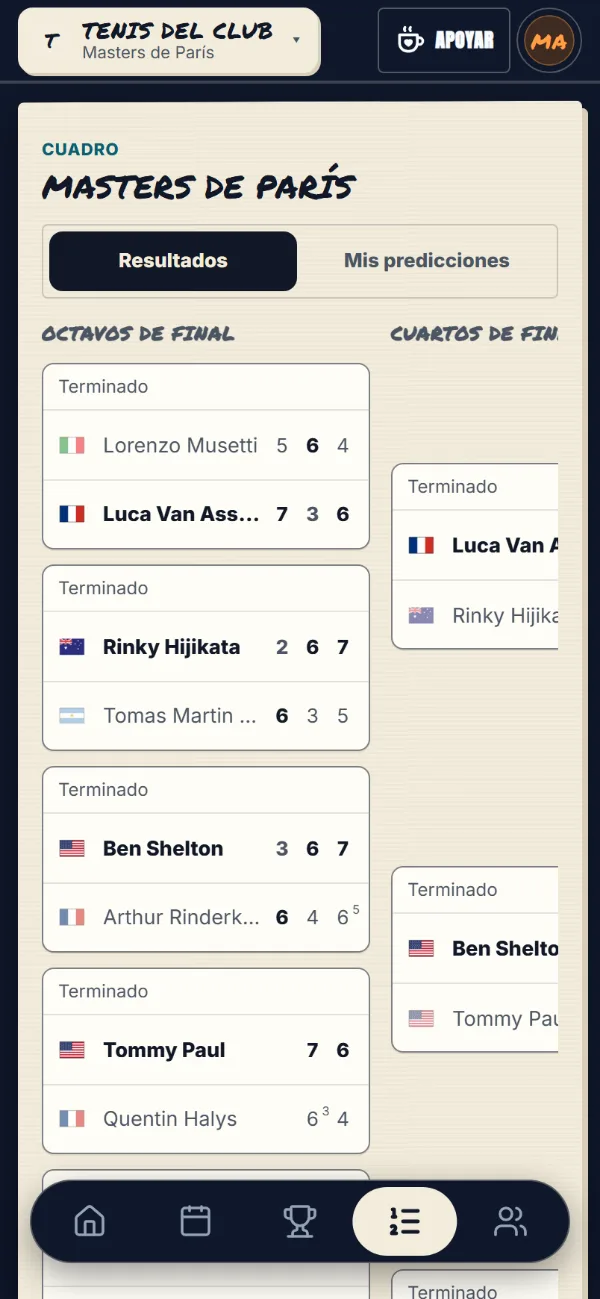 T
TENIS DEL CLUB
Masters de París
APOYAR
MA
CUADRO
MASTERS DE PARÍS
Resultados
Mis predicciones
OCTAVOS DE FINAL
Terminado
Lorenzo Musetti 5 6 4
Luca Van Ass... 7 3 6
Terminado
Rinky Hijikata 2 6 7
Tomas Martin ... 6 3 5
Terminado
Ben Shelton 3 6 7
Arthur Rinderk... 6 4 6 5
Terminado
Tommy Paul 7 6
Quentin Halys 6 3 4
CUARTOS DE FIN
Terminado
Luca Van A
Rinky Hijika
Terminado
Ben Shelto
Tommy Pau
Terminado
1
2